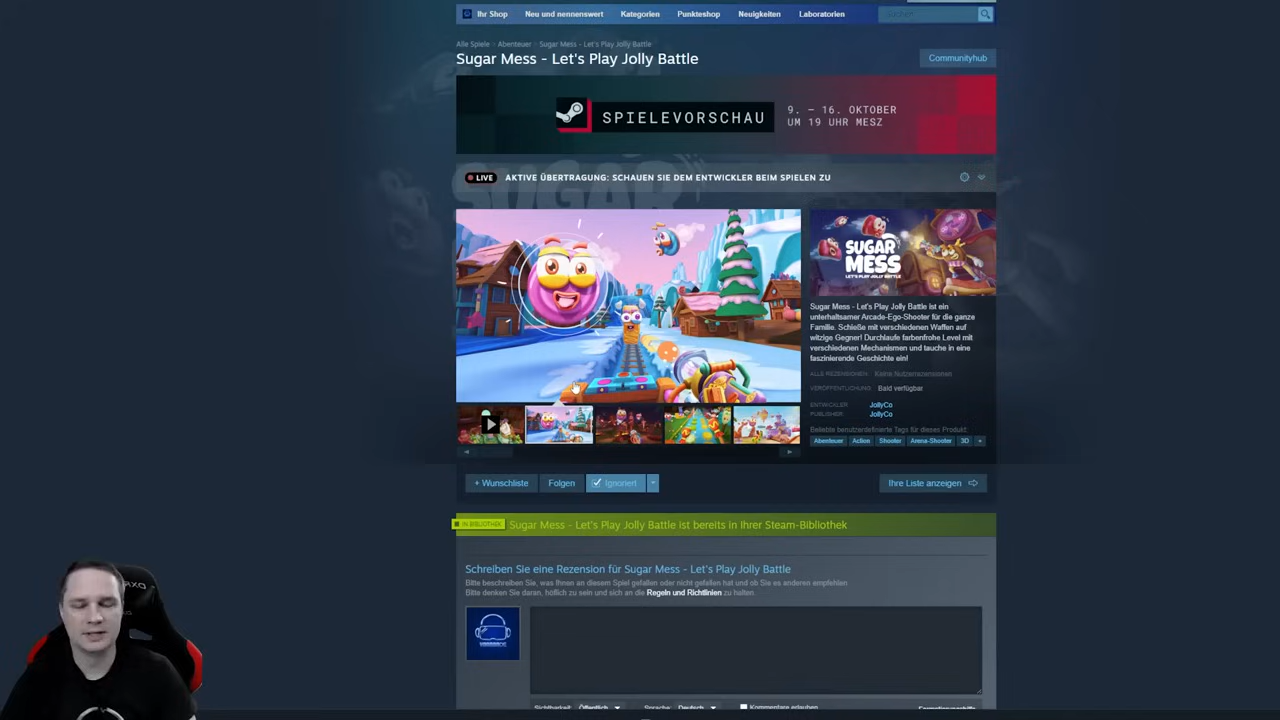 Ihr Shop Neu und nennenswert Kategorien Punkteshop Neuigkeiten Laboratorien Suchen
Alle Spiele > Abenteuer > Sugar Mess - Let's Play Jolly Battle
Sugar Mess - Let's Play Jolly Battle
Communityhub
SPIELEVORSCHAU
9. – 16. OKTOBER
UM 19 UHR MESZ
LIVE AKTIVE ÜBERTRAGUNG: SCHAUEN SIE DEM ENTWICKLER BEIM SPIELEN ZU
SUGAR
MESS
LET'S PLAY JOLLY BATTLE
Sugar Mess - Let's Play Jolly Battle ist ein
unterhaltsamer Arcade-Ego-Shooter für die ganze
Familie. Schieße mit verschiedenen Waffen auf
witzige Gegner! Durchlaufe farbenfrohe Level mit
verschiedenen Mechanismen und tauche in eine
faszinierende Geschichte ein!
ALLE REZENSIONEN: Keine Nutzerrezensionen
VERÖFFENTLICHUNG: Bald verfügbar
ENTWICKLER: JollyCo
PUBLISHER: JollyCo
Beliebte benutzerdefinierte Tags für dieses Produkt:
Abenteuer Action Shooter Arena-Shooter 3D +
+ Wunschliste Folgen Ignoriert Ihre Liste anzeigen
IN BIBLIOTHEK Sugar Mess - Let's Play Jolly Battle ist bereits in Ihrer Steam-Bibliothek
Schreiben Sie eine Rezension für Sugar Mess - Let's Play Jolly Battle
Bitte beschreiben Sie, was Ihnen an diesem Spiel gefallen oder nicht gefallen hat und ob Sie es anderen empfehlen
Bitte denken Sie daran, höflich zu sein und sich an die Regeln und Richtlinien zu halten.
Sichtbarkeit: Öffentlich Sprache: Deutsch Kommentare erlauben Formatierungshilfe